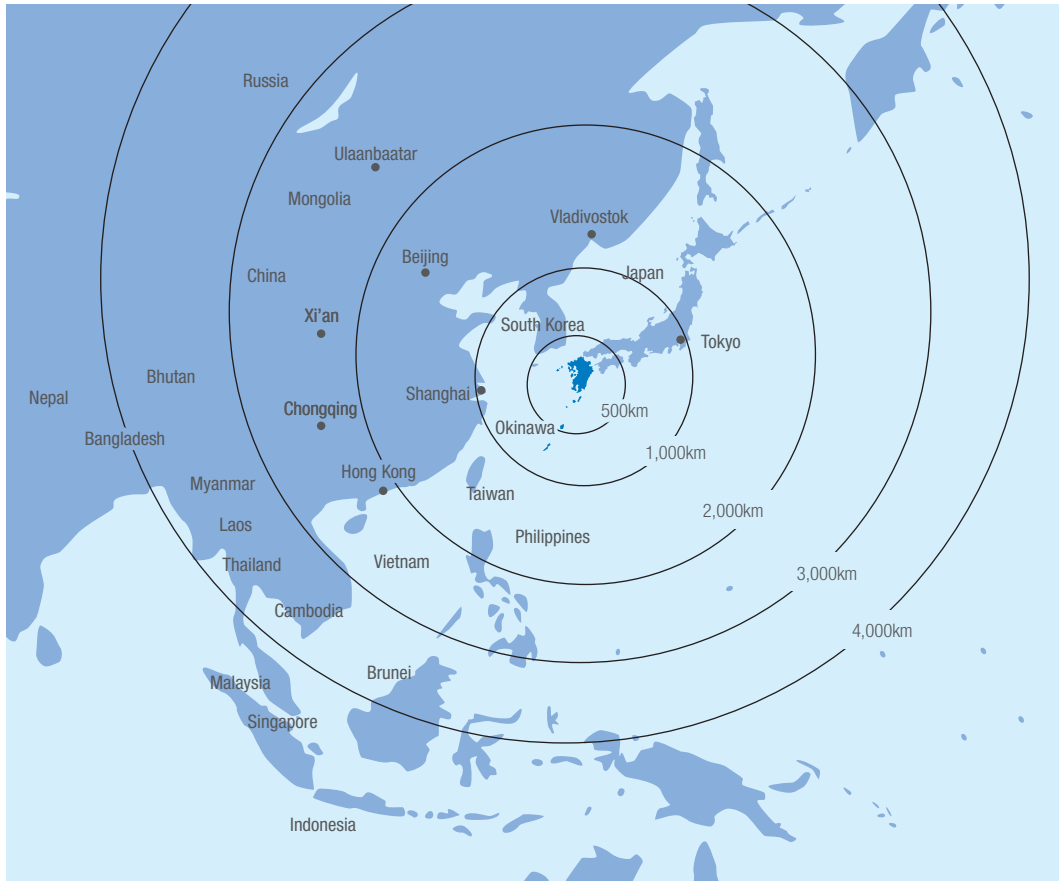 Russia
Ulaanbaatar
Mongolia
Vladivostok
Beijing
Japan
China
Xi’an
South Korea
Tokyo
Bhutan
Nepal
Shanghai
500km
Chongqing
Okinawa
Bangladesh
1,000km
Hong Kong
Myanmar
Taiwan
2,000km
Laos
Philippines
Vietnam
Thailand
3,000km
Cambodia
4,000km
Brunei
Malaysia
Singapore
Indonesia